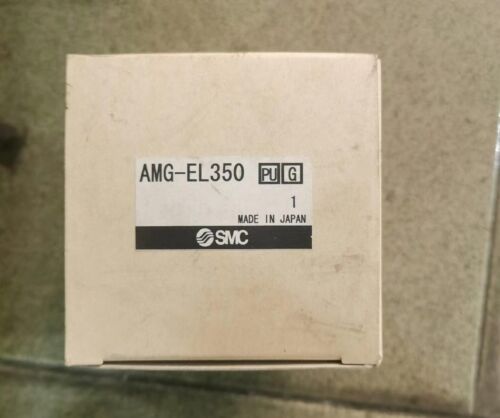 AMG-EL350 PU G
1
MADE IN JAPAN
SMC